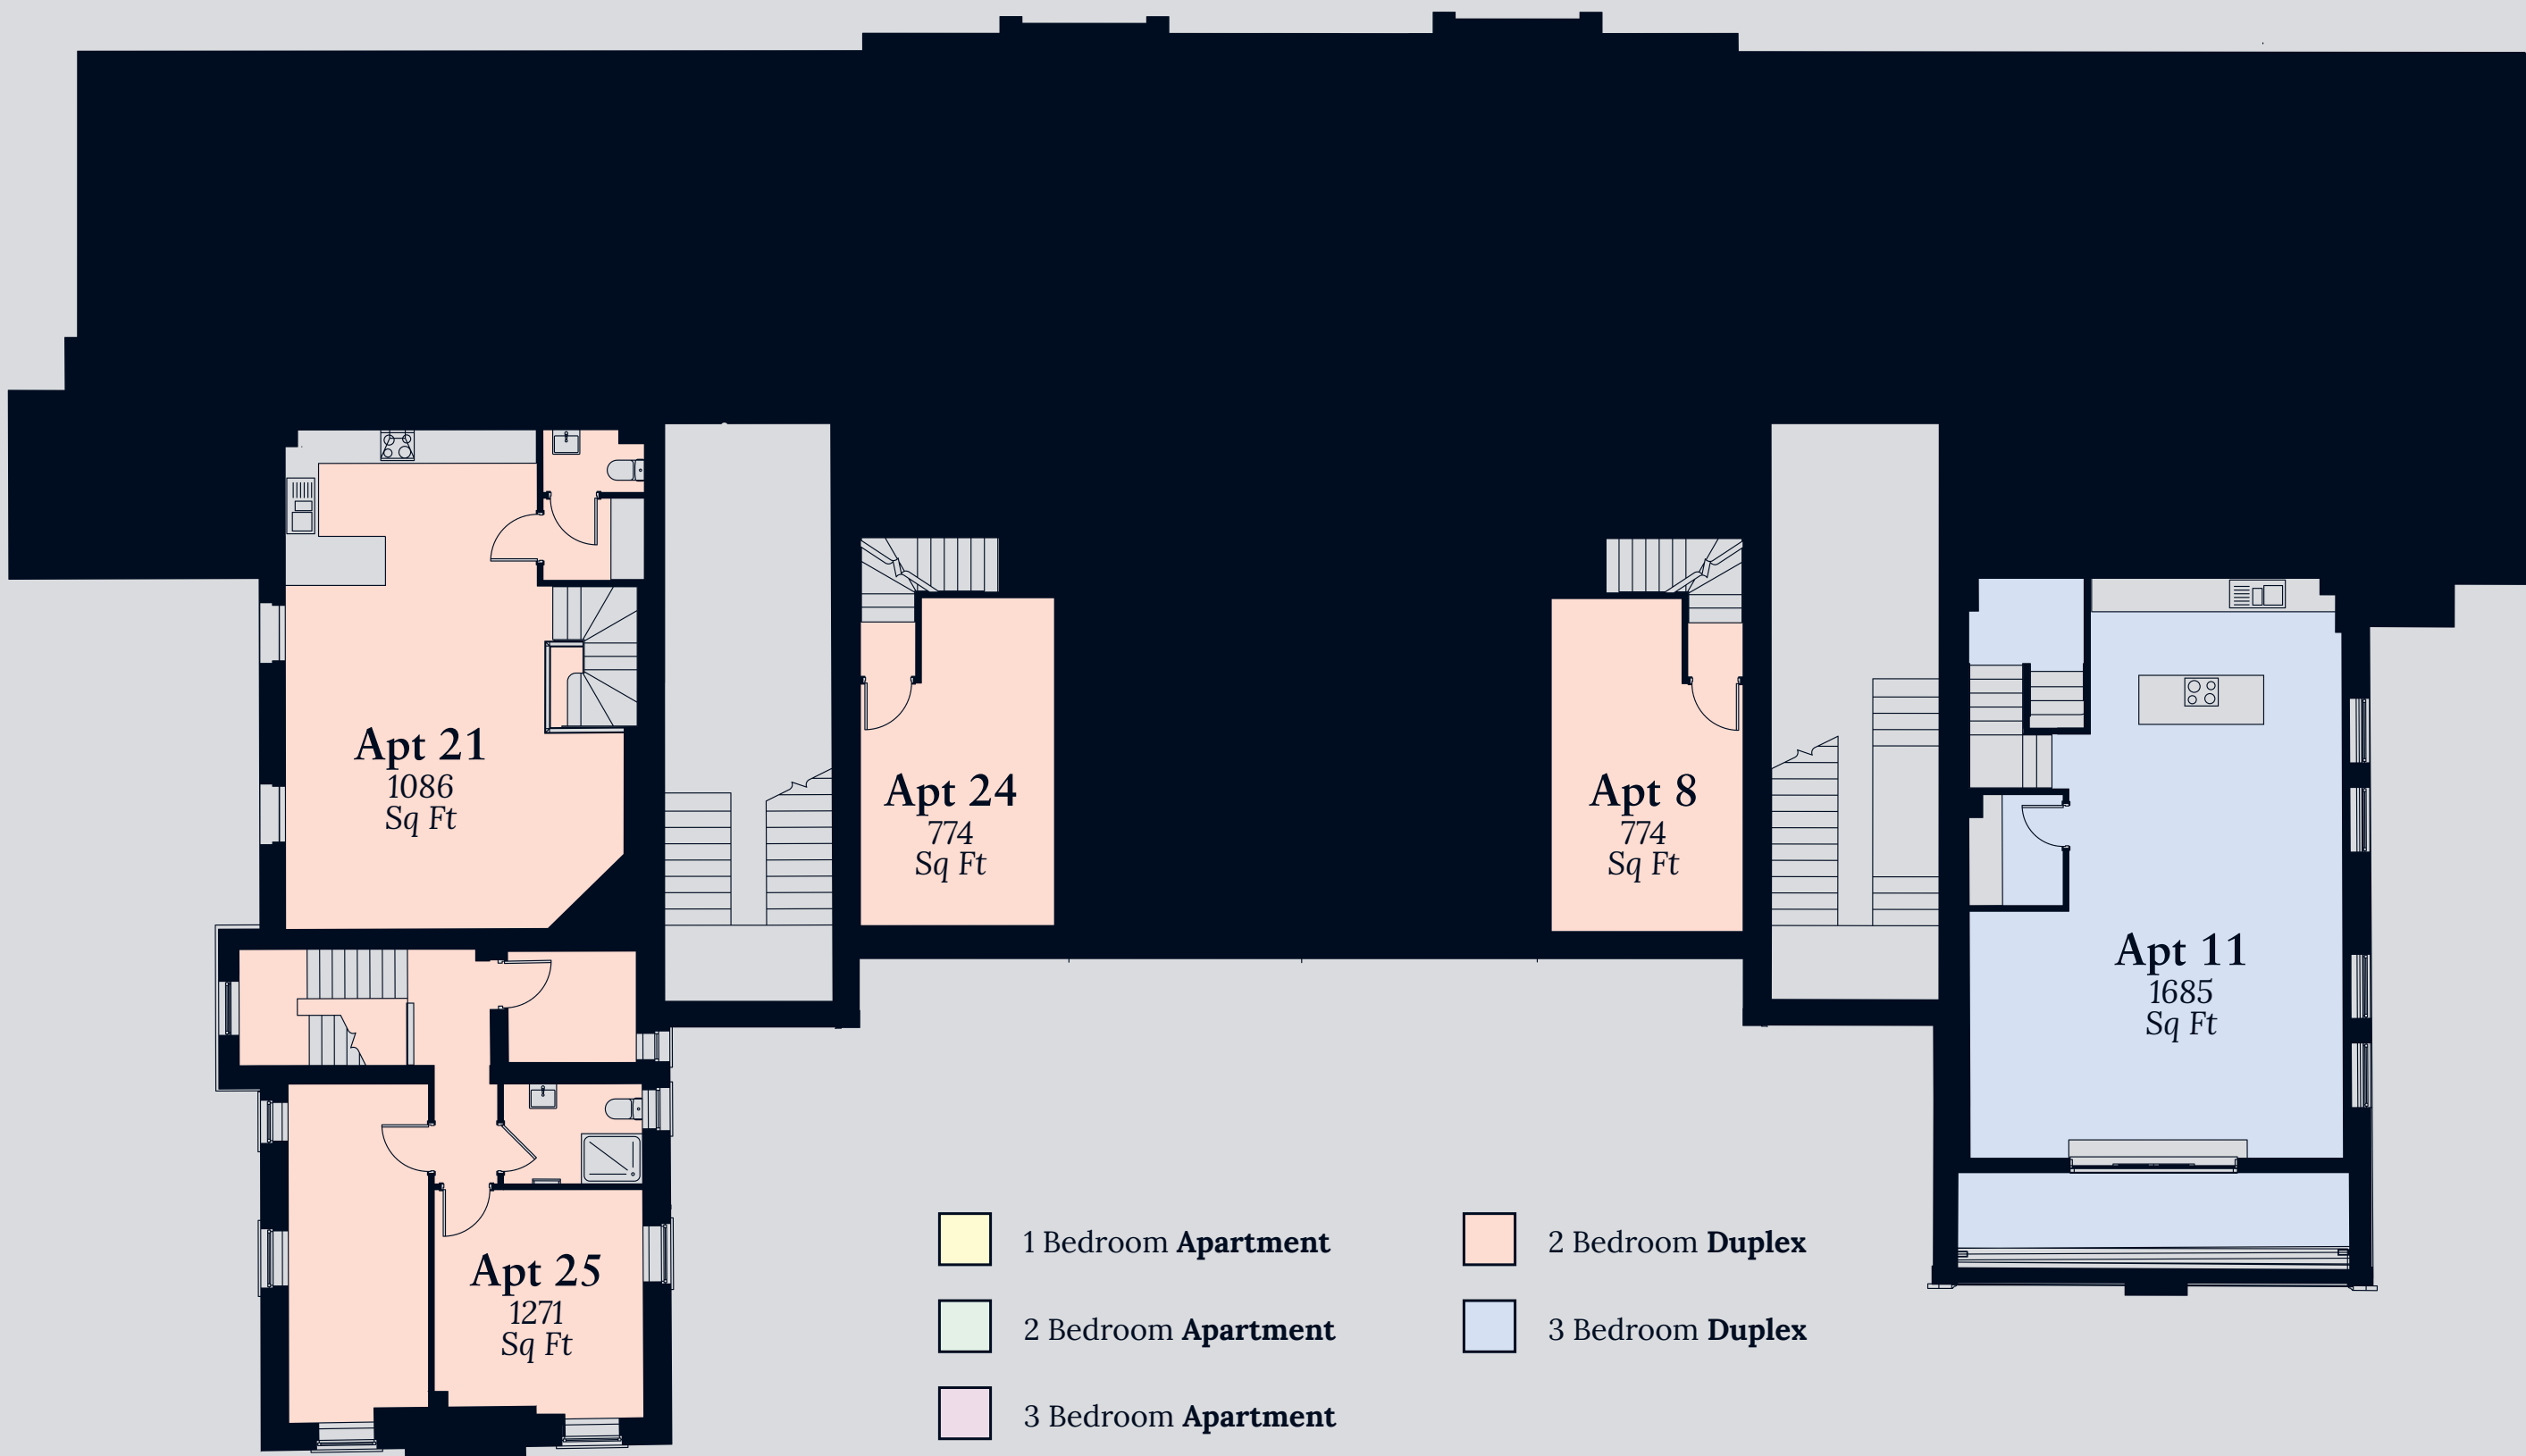 Apt 21
1086
Sq Ft
Apt 24
774
Sq Ft
Apt 8
774
Sq Ft
Apt 11
1685
Sq Ft
Apt 25
1271
Sq Ft
1 Bedroom Apartment
2 Bedroom Apartment
3 Bedroom Apartment
2 Bedroom Duplex
3 Bedroom Duplex